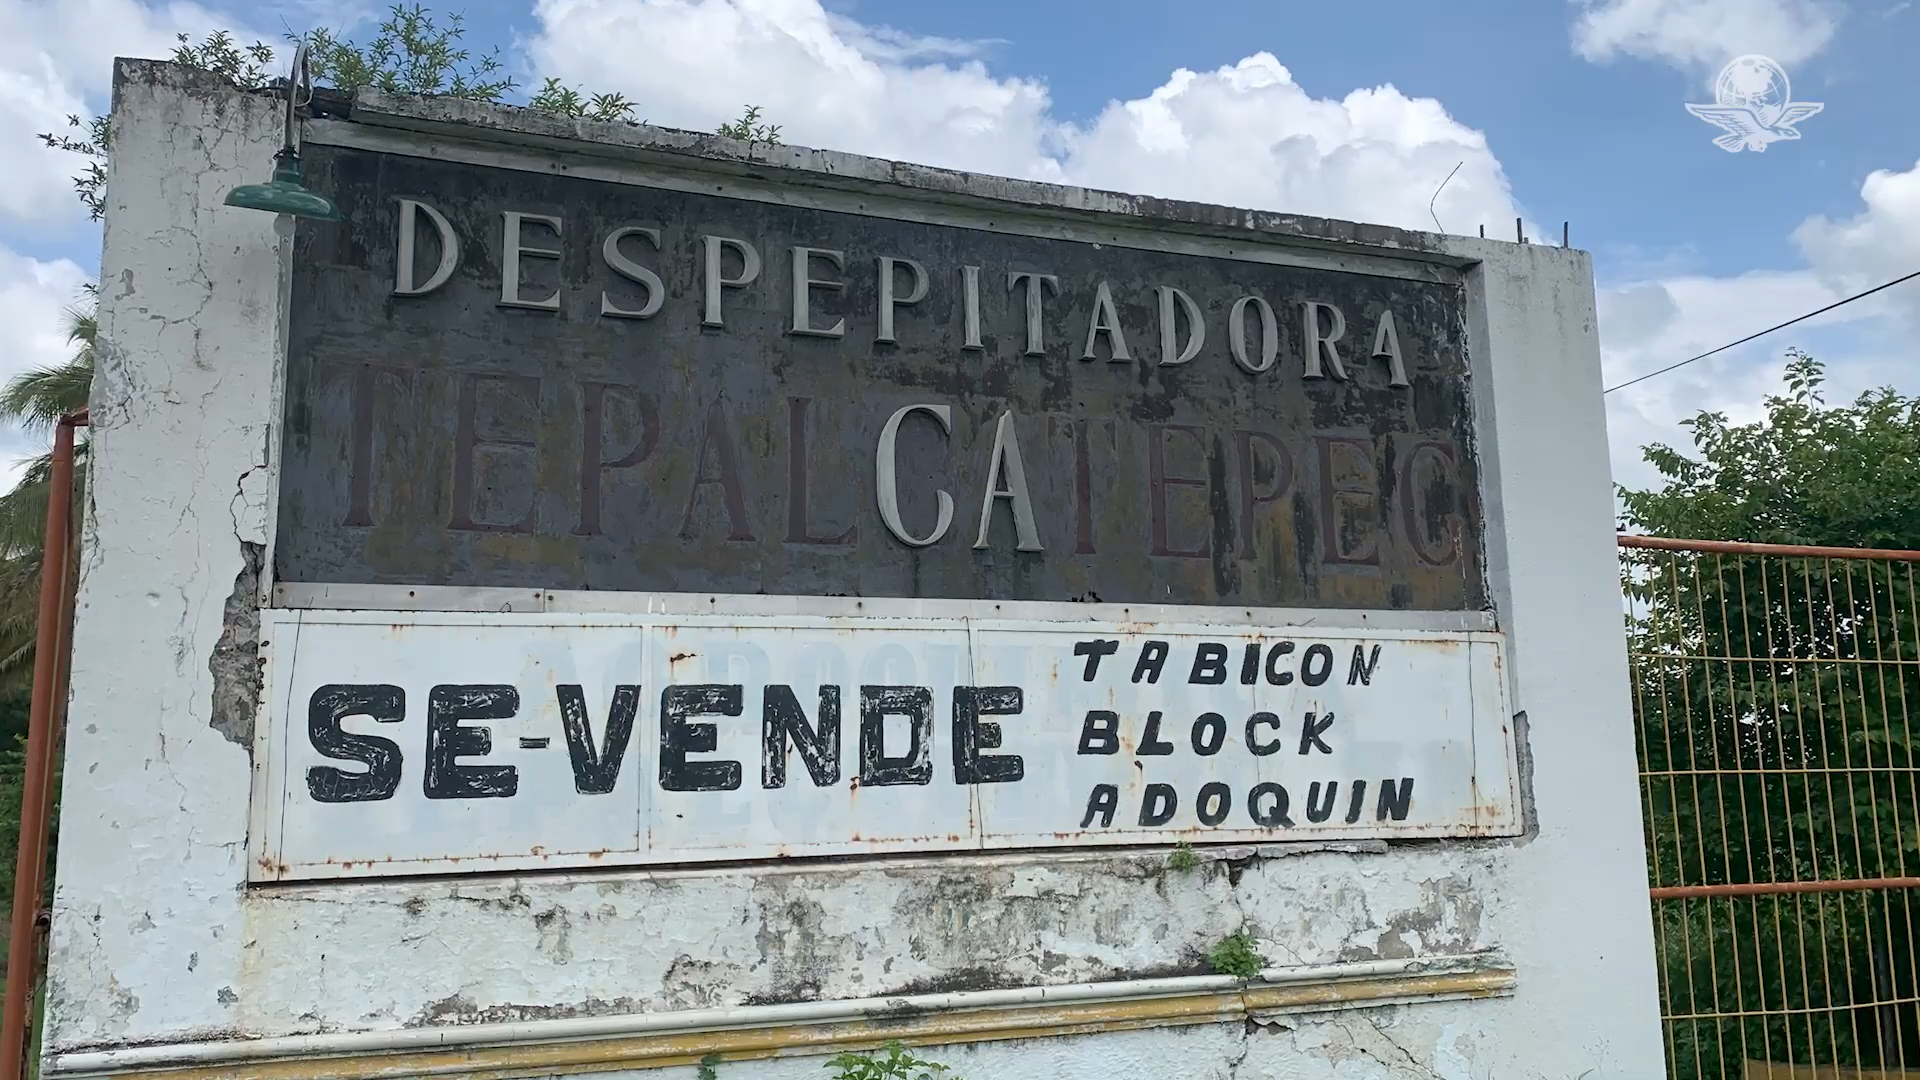 DESPEPITADORA
TEPALCATEPEC
SE-VENDE
TABICON
BLOCK
ADOQUIN